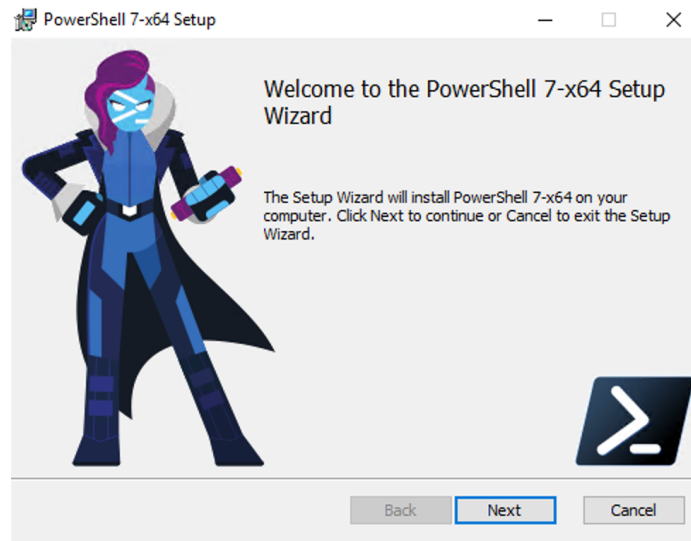 PowerShell 7-x64 Setup
Welcome to the PowerShell 7-x64 Setup
Wizard
The Setup Wizard will install PowerShell 7-x64 on your
computer. Click Next to continue or Cancel to exit the Setup
Wizard.
Back
Next
Cancel